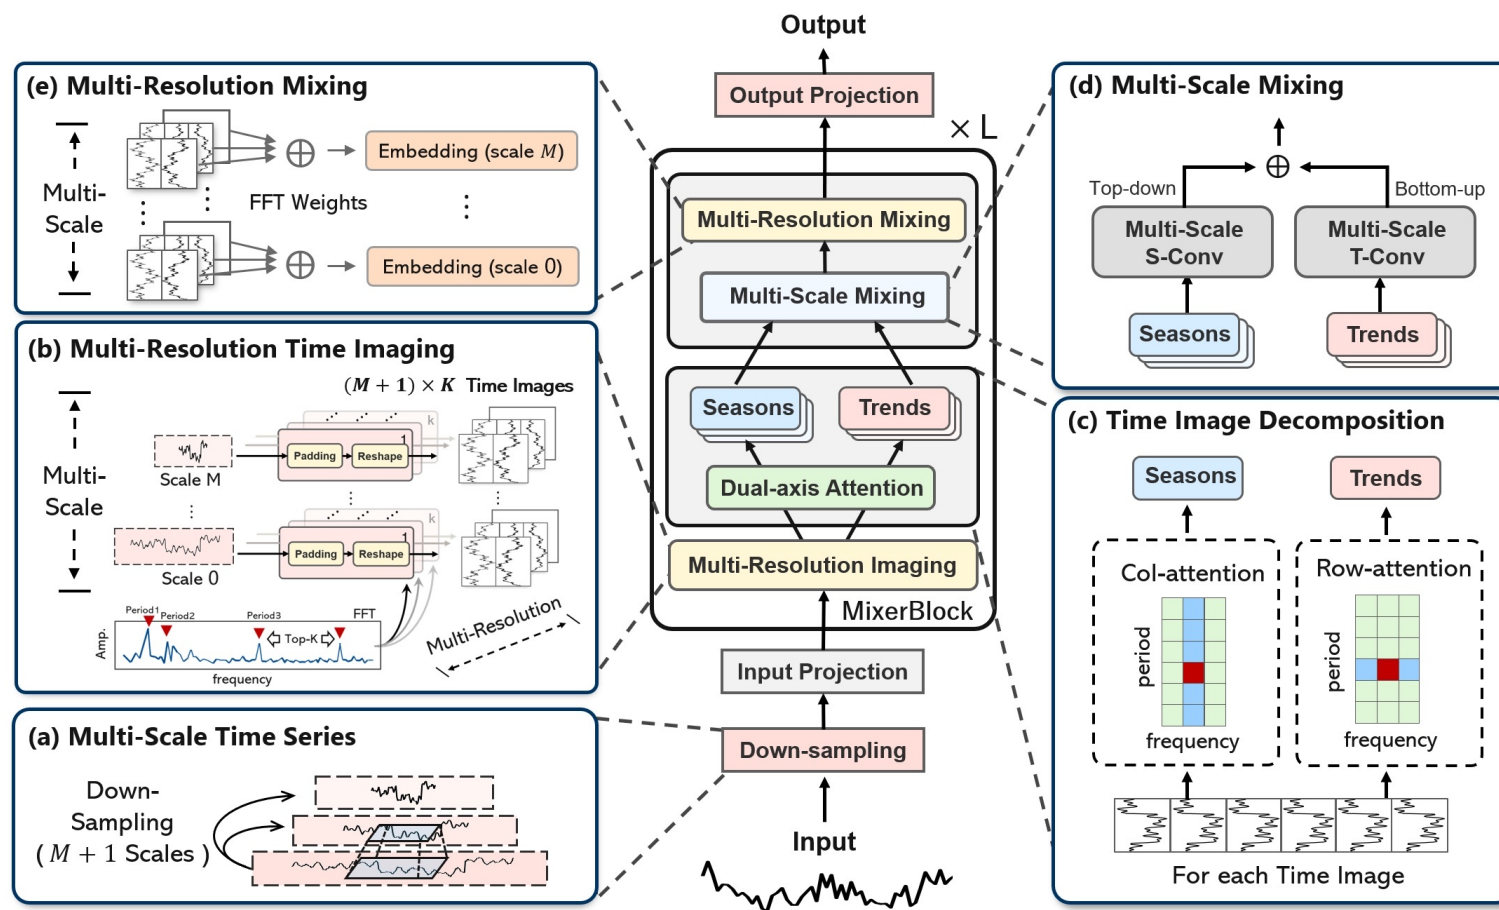 Output
Output Projection
× L
Multi-Resolution Mixing
Multi-Scale Mixing
Seasons
Trends
Dual-axis Attention
Multi-Resolution Imaging
MixerBlock
Input Projection
Down-sampling
Input
(e) Multi-Resolution Mixing
Multi-
Scale
FFT Weights
Embedding (scale M)
Embedding (scale 0)
(b) Multi-Resolution Time Imaging
(M + 1) × K Time Images
Multi-
Scale
Scale M
Padding
Reshape
1
k
Scale 0
Padding
Reshape
1
k
Period1
Period2
Period3
FFT
Top-K
Amp.
frequency
Multi-Resolution
(a) Multi-Scale Time Series
Down-
Sampling
( M + 1 Scales )
(d) Multi-Scale Mixing
Top-down
Bottom-up
Multi-Scale
S-Conv
Multi-Scale
T-Conv
Seasons
Trends
(c) Time Image Decomposition
Seasons
Trends
Col-attention
period
frequency
Row-attention
period
frequency
For each Time Image